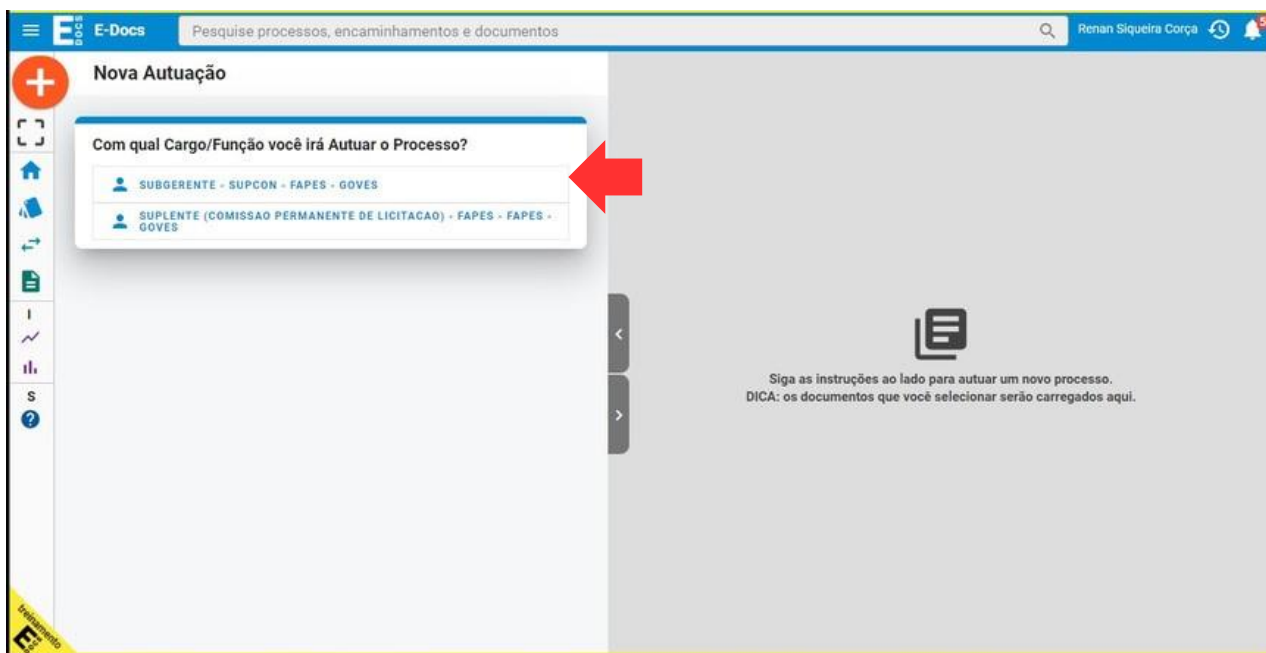 E-Docs
Pesquise processos, encaminhamentos e documentos
Renan Siqueira Corça
5
Nova Autuação
Com qual Cargo/Função você irá Autuar o Processo?
SUBGERENTE - SUPCON - FAPES - GOVES
SUPLENTE (COMISSAO PERMANENTE DE LICITACAO) - FAPES - FAPES -
GOVES
I
S
Siga as instruções ao lado para autuar um novo processo.
DICA: os documentos que você selecionar serão carregados aqui.
treinamento
E Docs